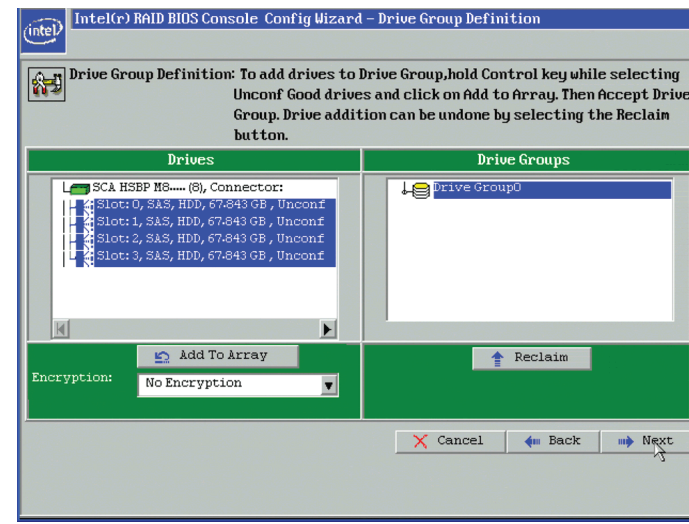 intel
Intel(r) RAID BIOS Console Config Wizard – Drive Group Definition
Drive Group Definition: To add drives to Drive Group,hold Control key while selecting
Unconf Good drives and click on Add to Array. Then Accept Drive
Group. Drive addition can be undone by selecting the Reclaim
button.
Drives
SCA HSBP M8..... (8), Connector:
Slot: 0, SAS, HDD, 67.843 GB , Unconf
Slot: 1, SAS, HDD, 67.843 GB , Unconf
Slot: 2, SAS, HDD, 67.843 GB , Unconf
Slot: 3, SAS, HDD, 67.843 GB , Unconf
Add To Array
Encryption:
No Encryption
Drive Groups
Drive Group0
Reclaim
Cancel
Back
Next